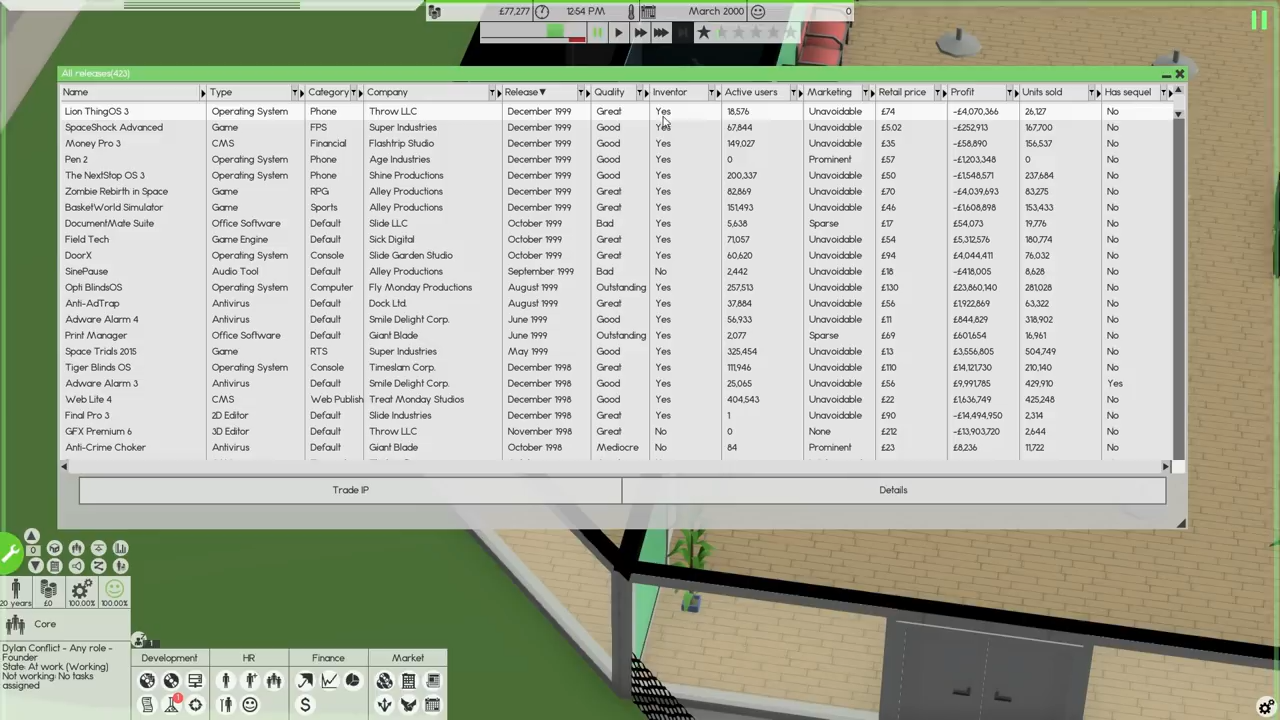 £77,277 12:54 PM March 2000 0
All releases(423)
Name Type Category Company Release▼ Quality Inventor Active users Marketing Retail price Profit Units sold Has sequel
Lion ThingOS 3 Operating System Phone Throw LLC December 1999 Great Yes 18,576 Unavoidable £74 -£4,070,366 26,127 No
SpaceShock Advanced Game FPS Super Industries December 1999 Good Yes 67,844 Unavoidable £5.02 -£252,913 167,700 No
Money Pro 3 CMS Financial Flashtrip Studio December 1999 Good Yes 149,027 Unavoidable £35 -£58,890 156,537 No
Pen 2 Operating System Phone Age Industries December 1999 Good Yes 0 Prominent £57 -£1,203,348 0 No
The NextStop OS 3 Operating System Phone Shine Productions December 1999 Good Yes 200,337 Unavoidable £50 -£1,548,571 237,684 No
Zombie Rebirth in Space Game RPG Alley Productions December 1999 Great Yes 82,869 Unavoidable £70 -£4,039,693 83,275 No
BasketWorld Simulator Game Sports Alley Productions December 1999 Great Yes 151,493 Unavoidable £46 -£1,608,898 153,433 No
DocumentMate Suite Office Software Default Slide LLC October 1999 Bad Yes 5,638 Sparse £17 £54,073 19,776 No
Field Tech Game Engine Default Sick Digital October 1999 Great Yes 71,057 Unavoidable £54 £5,312,576 180,774 No
DoorX Operating System Console Slide Garden Studio October 1999 Great Yes 60,620 Unavoidable £94 £4,044,411 76,032 No
SinePause Audio Tool Default Alley Productions September 1999 Bad No 2,442 Unavoidable £18 -£418,005 8,628 No
Opti BlindsOS Operating System Computer Fly Monday Productions August 1999 Outstanding Yes 257,513 Unavoidable £130 £23,860,140 281,028 No
Anti-AdTrap Antivirus Default Dock Ltd. August 1999 Great Yes 37,884 Unavoidable £56 £1,922,869 63,322 No
Adware Alarm 4 Antivirus Default Smile Delight Corp. June 1999 Good Yes 56,933 Unavoidable £11 £844,829 318,902 No
Print Manager Office Software Default Giant Blade June 1999 Outstanding Yes 2,077 Sparse £69 £601,654 16,961 No
Space Trials 2015 Game RTS Super Industries May 1999 Good Yes 325,454 Unavoidable £13 £3,556,805 504,749 No
Tiger Blinds OS Operating System Console Timeslam Corp. December 1998 Great Yes 111,946 Unavoidable £110 £14,121,730 210,140 No
Adware Alarm 3 Antivirus Default Smile Delight Corp. December 1998 Good Yes 25,065 Unavoidable £56 £9,991,785 429,910 Yes
Web Lite 4 CMS Web Publish Treat Monday Studios December 1998 Good Yes 404,543 Unavoidable £22 £1,636,749 425,248 No
Final Pro 3 2D Editor Default Slide Industries December 1998 Great Yes 1 Unavoidable £90 -£14,494,950 2,314 No
GFX Premium 6 3D Editor Default Throw LLC November 1998 Great No 0 None £212 -£13,903,720 2,644 No
Anti-Crime Choker Antivirus Default Giant Blade October 1998 Mediocre No 84 Prominent £23 £8,236 11,722 No
Trade IP Details
0
20 years £0 100.00% 100.00%
Core
Dylan Conflict - Any role -
Founder
State: At work (Working)
Not working: No tasks
assigned
1
Development HR Finance Market
1